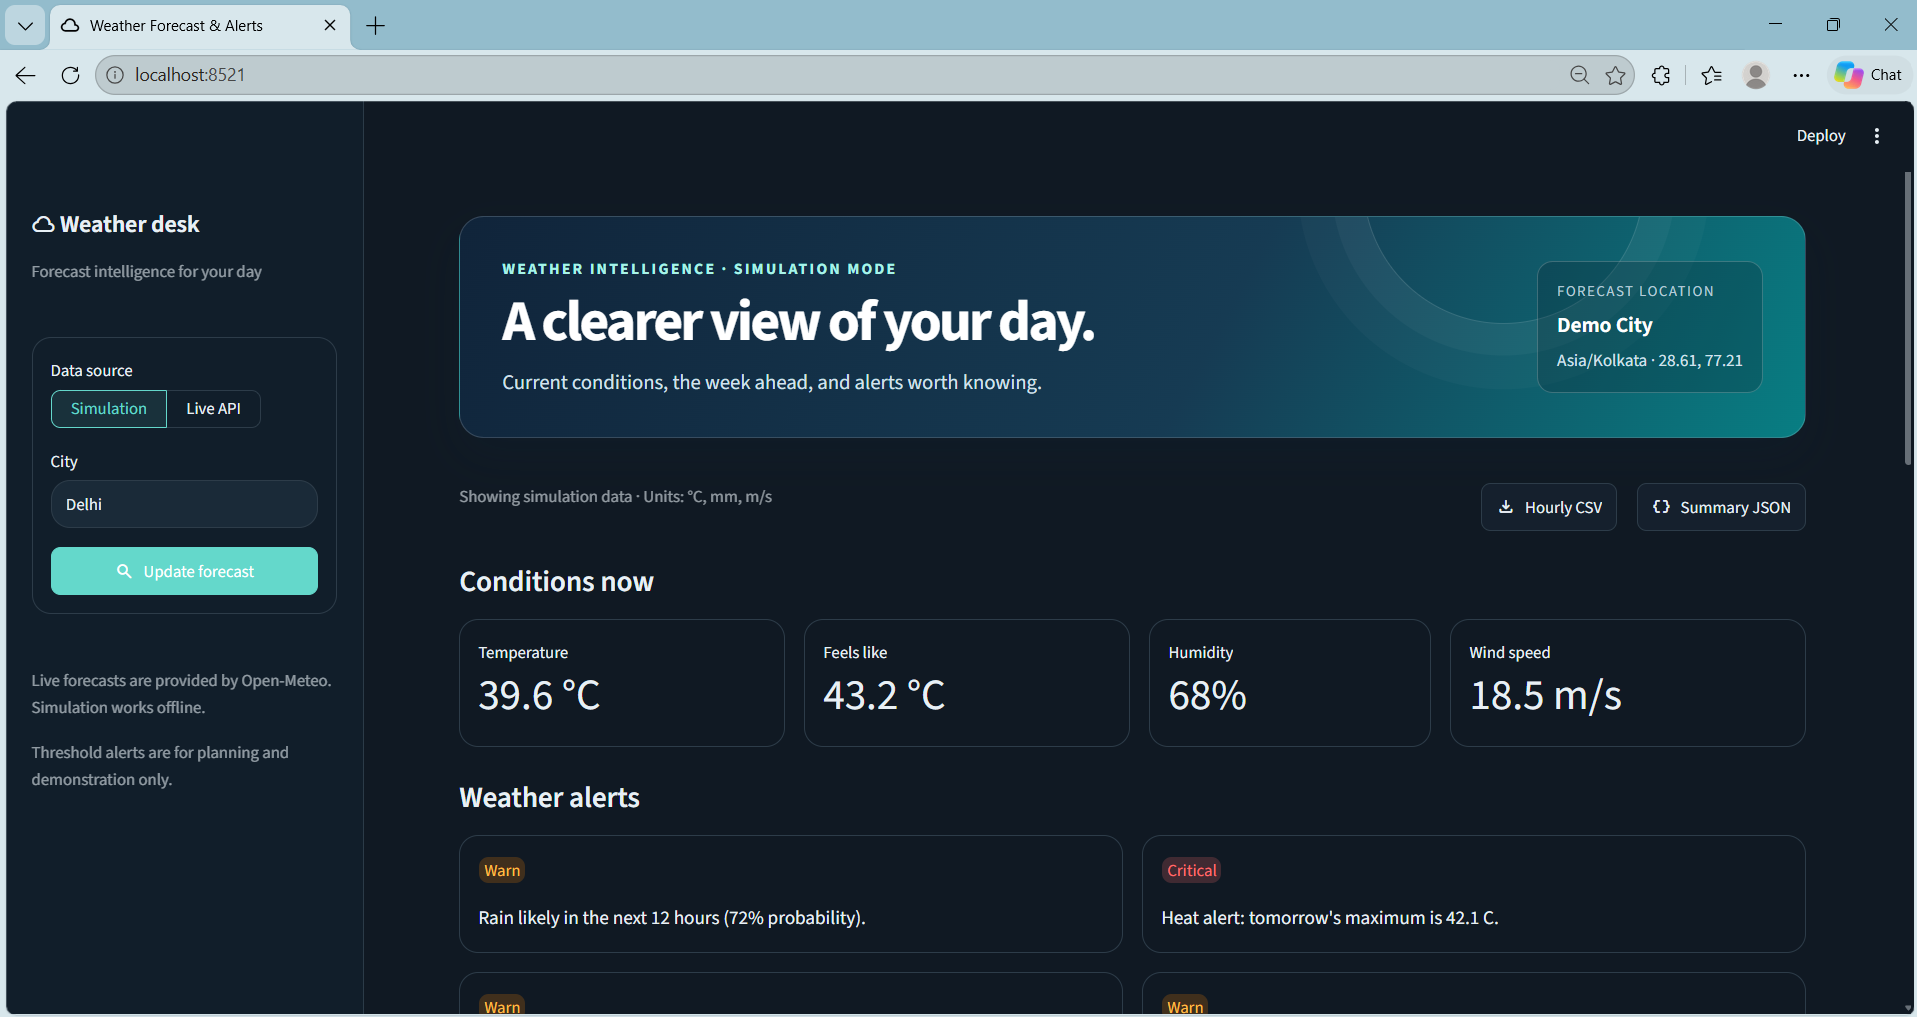 Weather Forecast & Alerts
localhost:8521
Chat
Deploy
Weather desk
Forecast intelligence for your day
Data source
Simulation
Live API
City
Delhi
Update forecast
Live forecasts are provided by Open-Meteo.
Simulation works offline.
Threshold alerts are for planning and
demonstration only.
WEATHER INTELLIGENCE · SIMULATION MODE
A clearer view of your day.
Current conditions, the week ahead, and alerts worth knowing.
FORECAST LOCATION
Demo City
Asia/Kolkata · 28.61, 77.21
Showing simulation data · Units: °C, mm, m/s
Hourly CSV
Summary JSON
Conditions now
Temperature
39.6 °C
Feels like
43.2 °C
Humidity
68%
Wind speed
18.5 m/s
Weather alerts
Warn
Rain likely in the next 12 hours (72% probability).
Critical
Heat alert: tomorrow's maximum is 42.1 C.
Warn
Warn